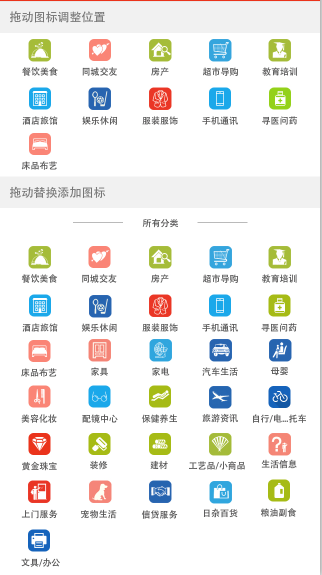 拖动图标调整位置
餐饮美食 同城交友 房产 超市导购 教育培训
酒店旅馆 娱乐休闲 服装服饰 手机通讯 寻医问药
床品布艺
拖动替换添加图标
所有分类
餐饮美食 同城交友 房产 超市导购 教育培训
酒店旅馆 娱乐休闲 服装服饰 手机通讯 寻医问药
床品布艺 家具 家电 汽车生活 母婴
美容化妆 配镜中心 保健养生 旅游资讯 自行/电...托车
黄金珠宝 装修 建材 工艺品/小商品 生活信息
上门服务 宠物生活 信贷服务 日杂百货 粮油副食
文具/办公